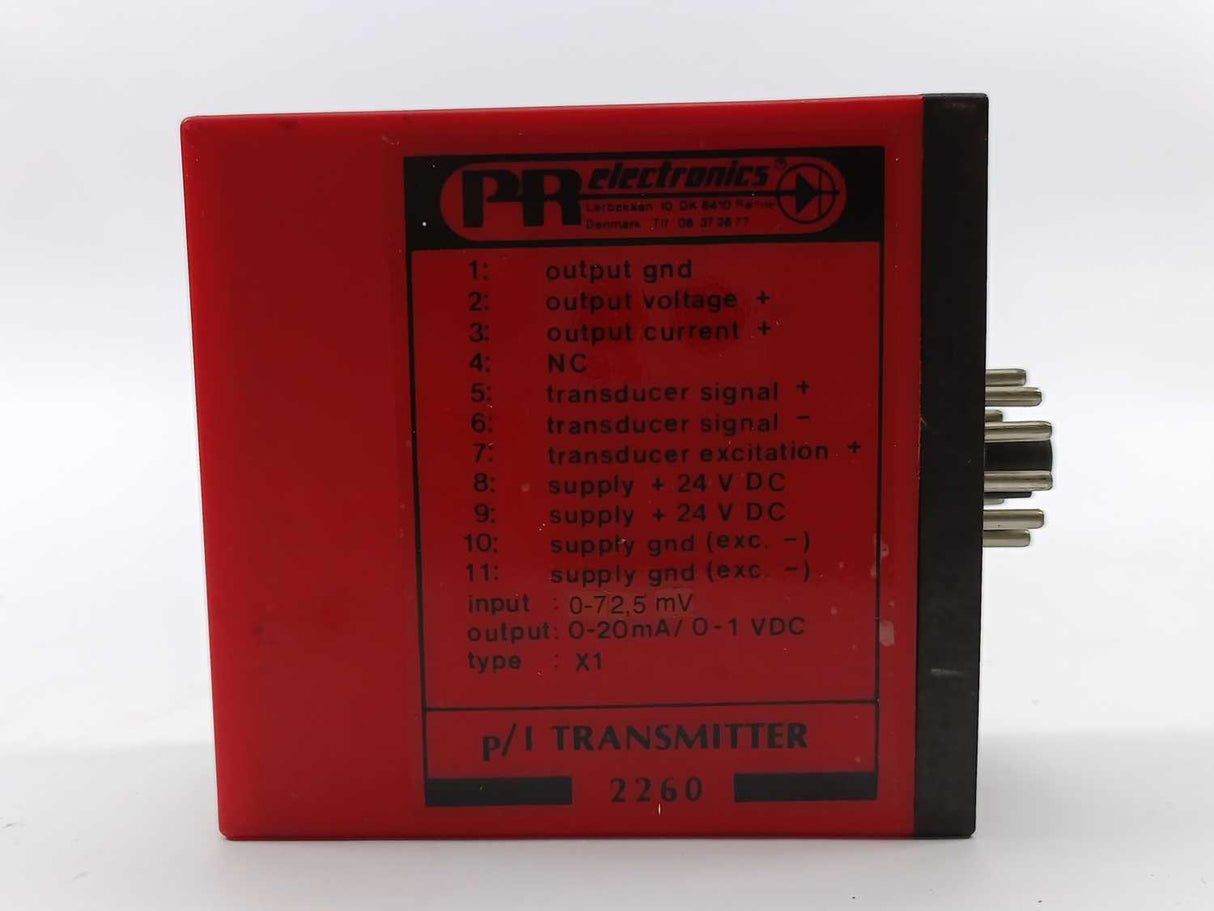 PR electronics®
Lerbakken 10 DK 8410 Rønde
Denmark Tlf 06 37 26 77
1: output gnd
2: output voltage +
3: output current +
4: NC
5: transducer signal +
6: transducer signal -
7: transducer excitation +
8: supply + 24 V DC
9: supply + 24 V DC
10: supply gnd (exc. -)
11: supply gnd (exc. -)
input : 0-72,5 mV
output: 0-20mA/ 0-1 VDC
type : X1
p/I TRANSMITTER
2260